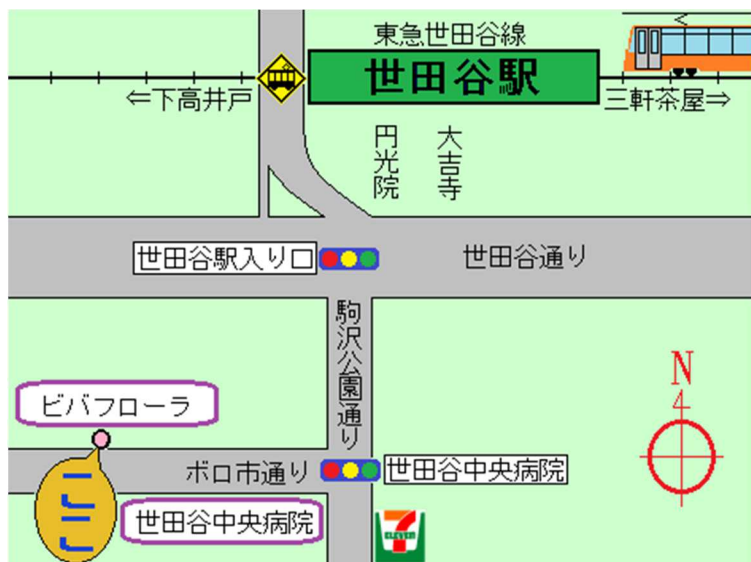 東急世田谷線
世田谷駅
⇐下高井戸
三軒茶屋⇒
円光院
大吉寺
世田谷駅入り口
世田谷通り
駒沢公園通り
N
ビバフローラ
ボロ市通り
世田谷中央病院
ここ
世田谷中央病院
7
ELEVEN